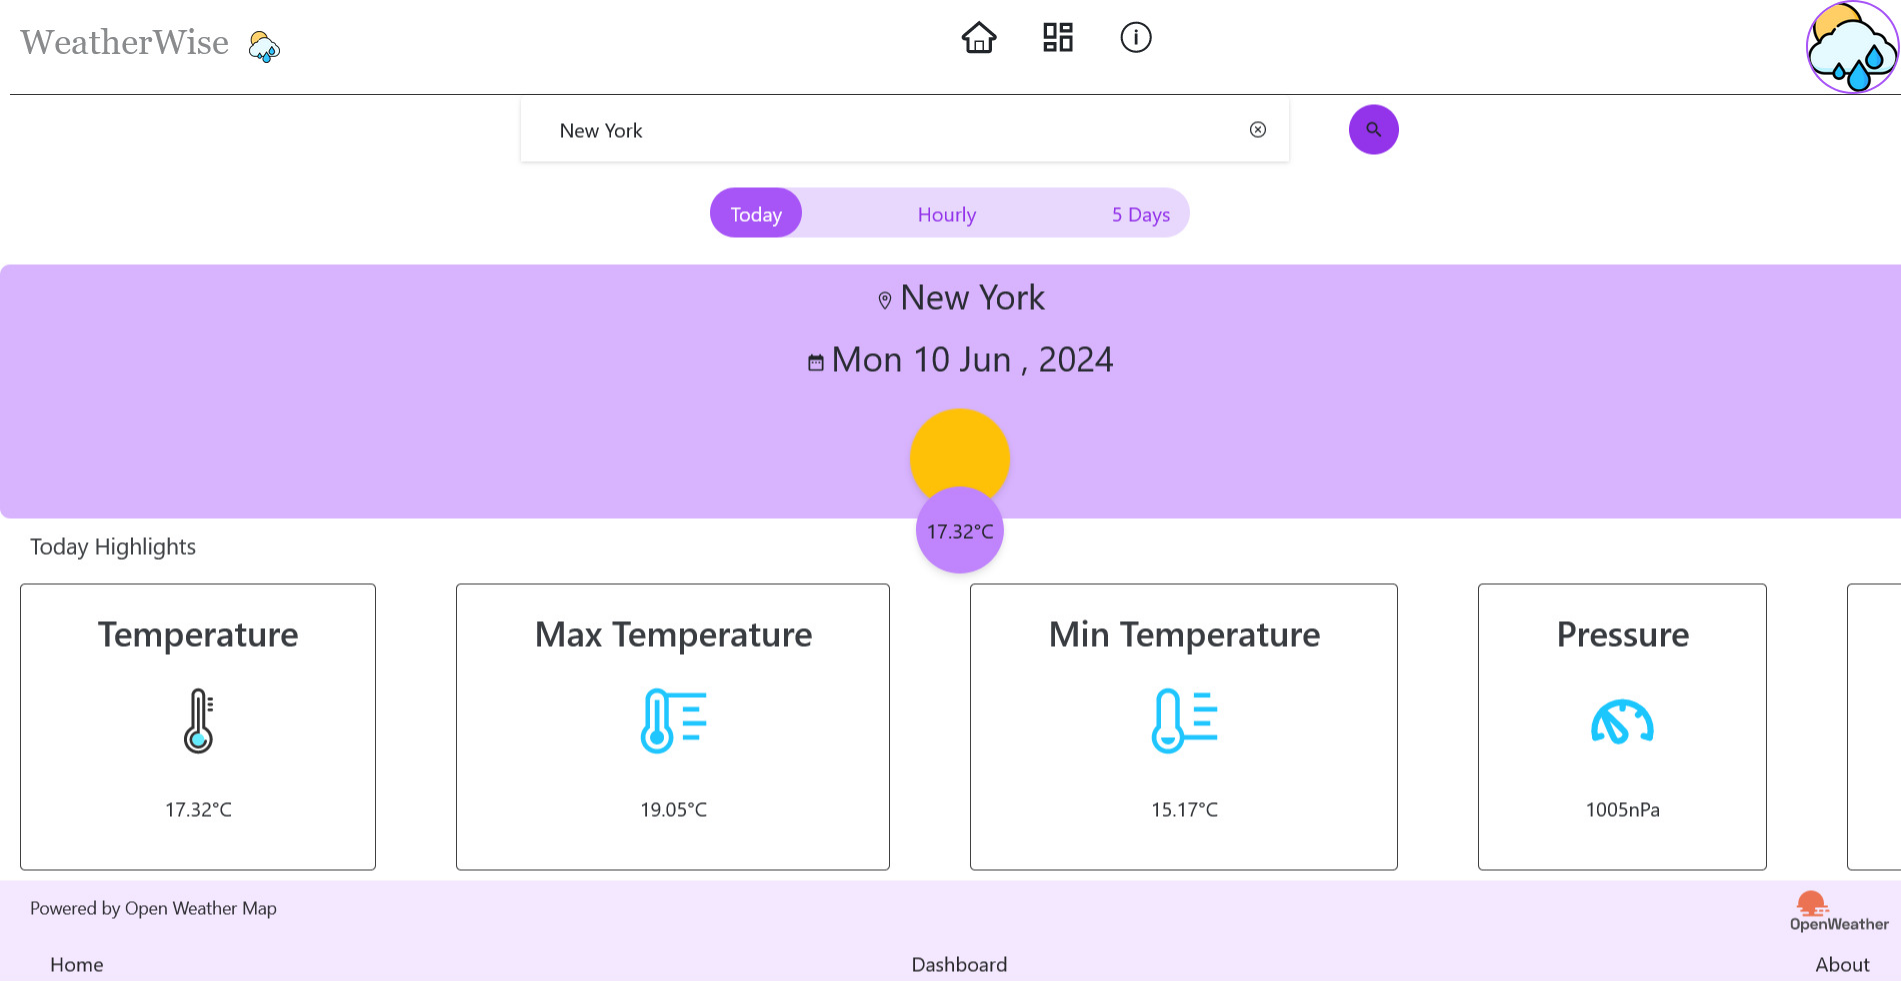 WeatherWise
New York
Today Hourly 5 Days
New York
Mon 10 Jun , 2024
17.32°C
Today Highlights
Temperature Max Temperature Min Temperature Pressure
17.32°C 19.05°C 15.17°C 1005nPa
Powered by Open Weather Map
OpenWeather
Home Dashboard About